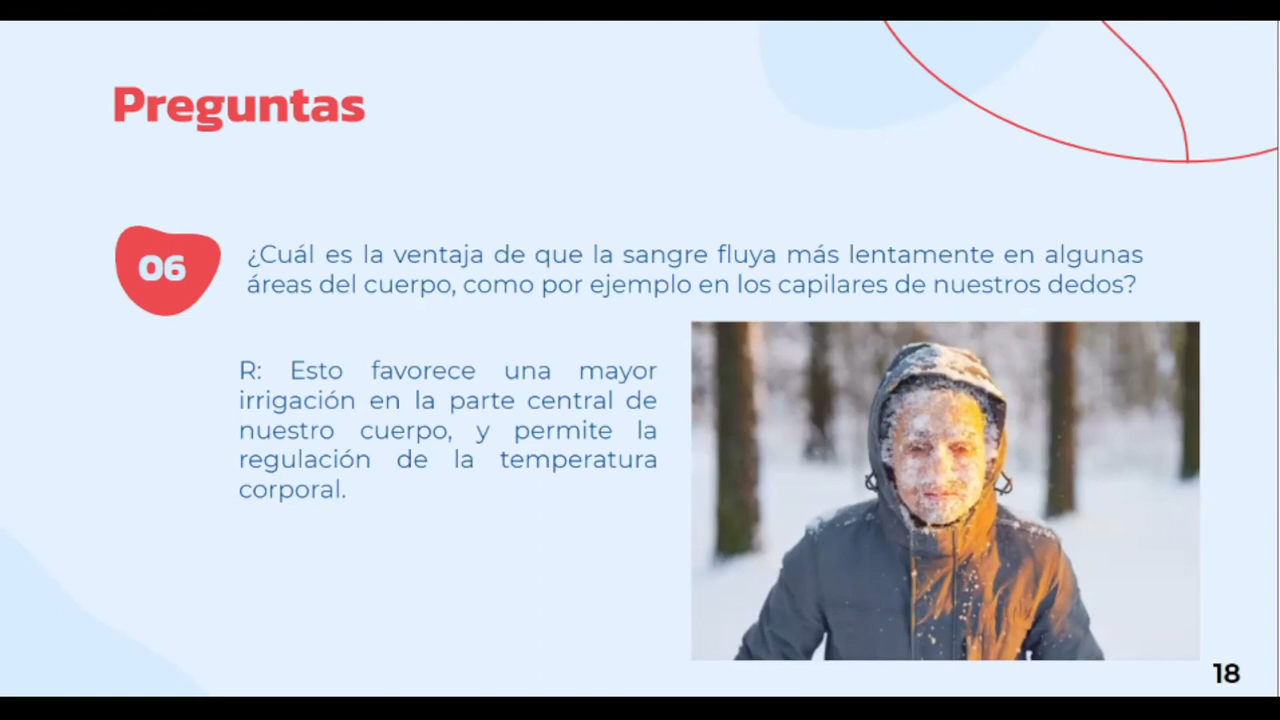 Preguntas
06
¿Cuál es la ventaja de que la sangre fluya más lentamente en algunas
áreas del cuerpo, como por ejemplo en los capilares de nuestros dedos?
R: Esto favorece una mayor
irrigación en la parte central de
nuestro cuerpo, y permite la
regulación de la temperatura
corporal.
18